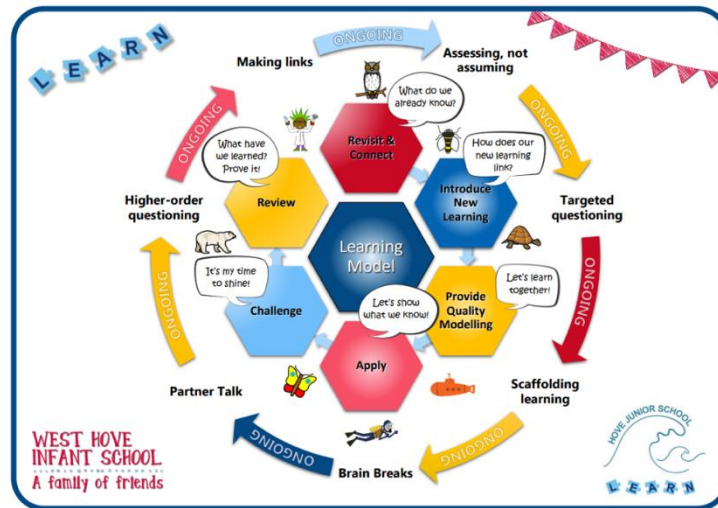 LEARN
Making links
ONGOING
Assessing, not
assuming
ONGOING
Targeted
questioning
ONGOING
Scaffolding
learning
ONGOING
Brain Breaks
ONGOING
Partner Talk
ONGOING
Higher-order
questioning
ONGOING
What do we
already know?
Revisit &
Connect
How does our
new learning
link?
Introduce
New
Learning
Let's learn
together!
Provide
Quality
Modelling
Let's show
what we know!
Apply
It's my time
to shine!
Challenge
What have
we learned?
Prove it!
Review
Learning
Model
WEST HOVE
INFANT SCHOOL
A family of friends
HOVE JUNIOR SCHOOL
LEARN